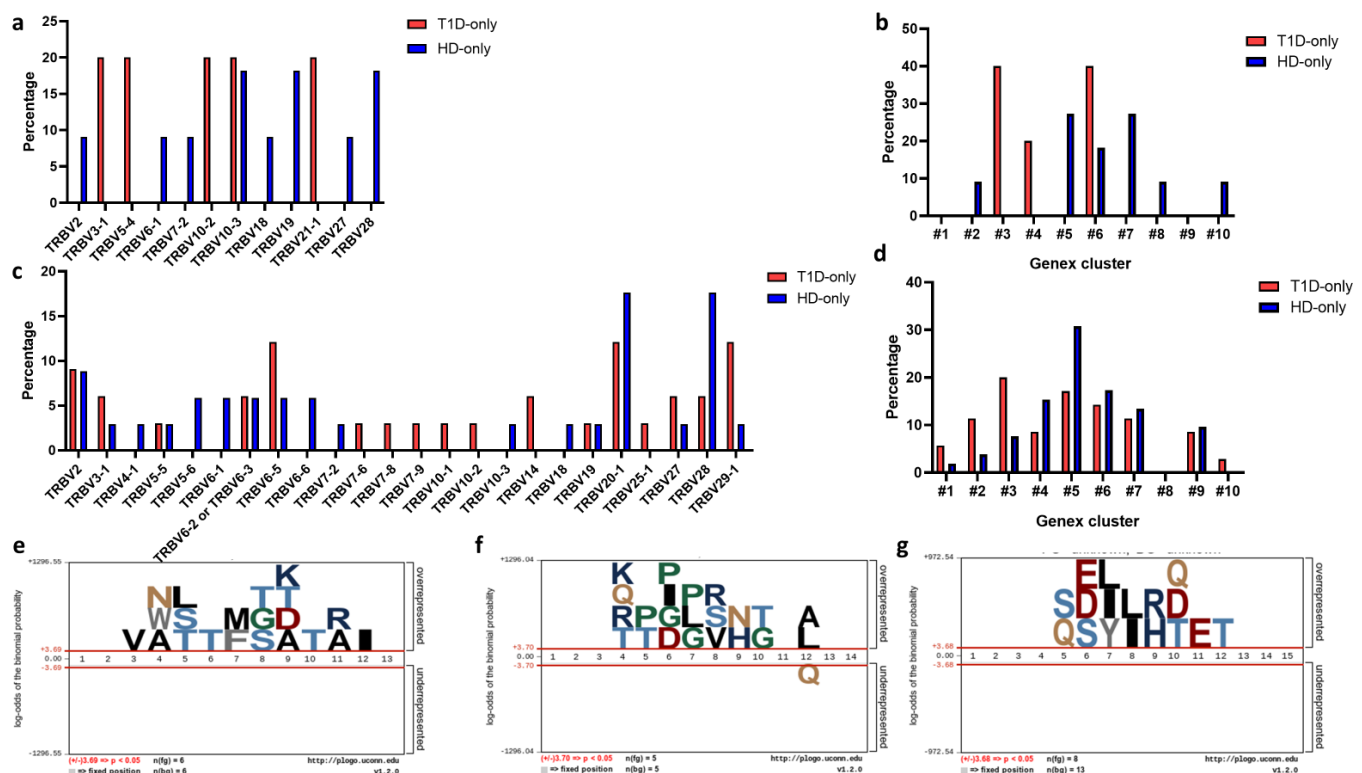 a
25
20
15
10
5
0
Percentage
T1D-only
HD-only
TRBV2
TRBV3-1
TRBV5-4
TRBV6-1
TRBV7-2
TRBV10-2
TRBV10-3
TRBV18
TRBV19
TRBV21-1
TRBV27
TRBV28
b
50
40
30
20
10
0
Percentage
T1D-only
HD-only
#1 #2 #3 #4 #5 #6 #7 #8 #9 #10
Genex cluster
c
20
15
10
5
0
Percentage
T1D-only
HD-only
TRBV2
TRBV3-1
TRBV4-1
TRBV5-5
TRBV5-6
TRBV6-1
TRBV6-2 or TRBV6-3
TRBV6-5
TRBV6-6
TRBV7-2
TRBV7-6
TRBV7-8
TRBV7-9
TRBV10-1
TRBV10-2
TRBV10-3
TRBV14
TRBV18
TRBV19
TRBV20-1
TRBV25-1
TRBV27
TRBV28
TRBV29-1
d
40
30
20
10
0
Percentage
T1D-only
HD-only
#1 #2 #3 #4 #5 #6 #7 #8 #9 #10
Genex cluster
e
+1296.55
log-odds of the binomial probability
K
N L T T
W S M G D R
V A T T F S A T A I
+3.69
0.00
-3.69
1 2 3 4 5 6 7 8 9 10 11 12 13
overrepresented
underrepresented
-1296.55
(+/-)3.69 => p < 0.05 n(fg) = 6 http://plogo.uconn.edu
=> fixed position n(bg) = 6 v1.2.0
f
+1296.04
log-odds of the binomial probability
K P
Q I P R
R P G L S N T A
T T D G V H G L
+3.70
0.00
-3.70
1 2 3 4 5 6 7 8 9 10 11 12 13 14
Q
overrepresented
underrepresented
-1296.04
(+/-)3.70 => p < 0.05 n(fg) = 5 http://plogo.uconn.edu
=> fixed position n(bg) = 5 v1.2.0
g
+972.54
log-odds of the binomial probability
E L Q
S D I L R D
Q S Y I H T E T
+3.68
0.00
-3.68
1 2 3 4 5 6 7 8 9 10 11 12 13 14 15
overrepresented
underrepresented
-972.54
(+/-)3.68 => p < 0.05 n(fg) = 8 http://plogo.uconn.edu
=> fixed position n(bg) = 13 v1.2.0